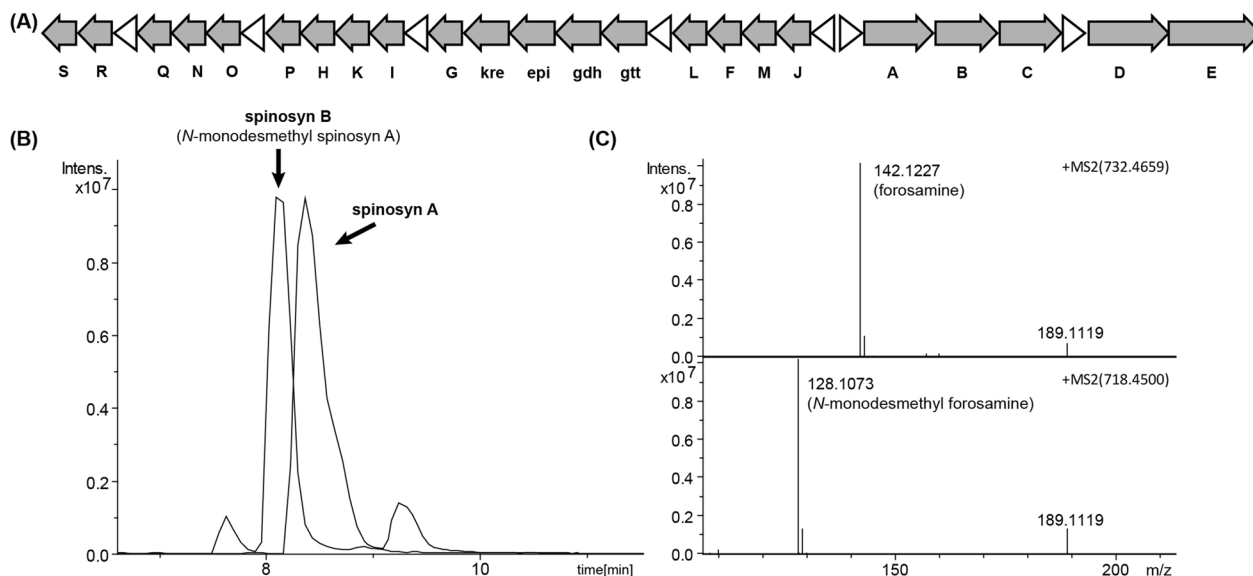 (A)
S R Q N O P H K I G kre epi gdh gtt L F M J A B C D E
(B)
spinosyn B
(N-monodesmethyl spinosyn A)
Intens.
x10⁷
spinosyn A
0.8
0.6
0.4
0.2
0.0
8 10 time[min]
(C)
Intens.
x10⁷
142.1227
(forosamine)
+MS2(732.4659)
0.8
0.6
0.4
0.2
189.1119
0.0
x10⁷
128.1073
(N-monodesmethyl forosamine)
+MS2(718.4500)
0.8
0.6
0.4
0.2
189.1119
0.0
150 200 m/z